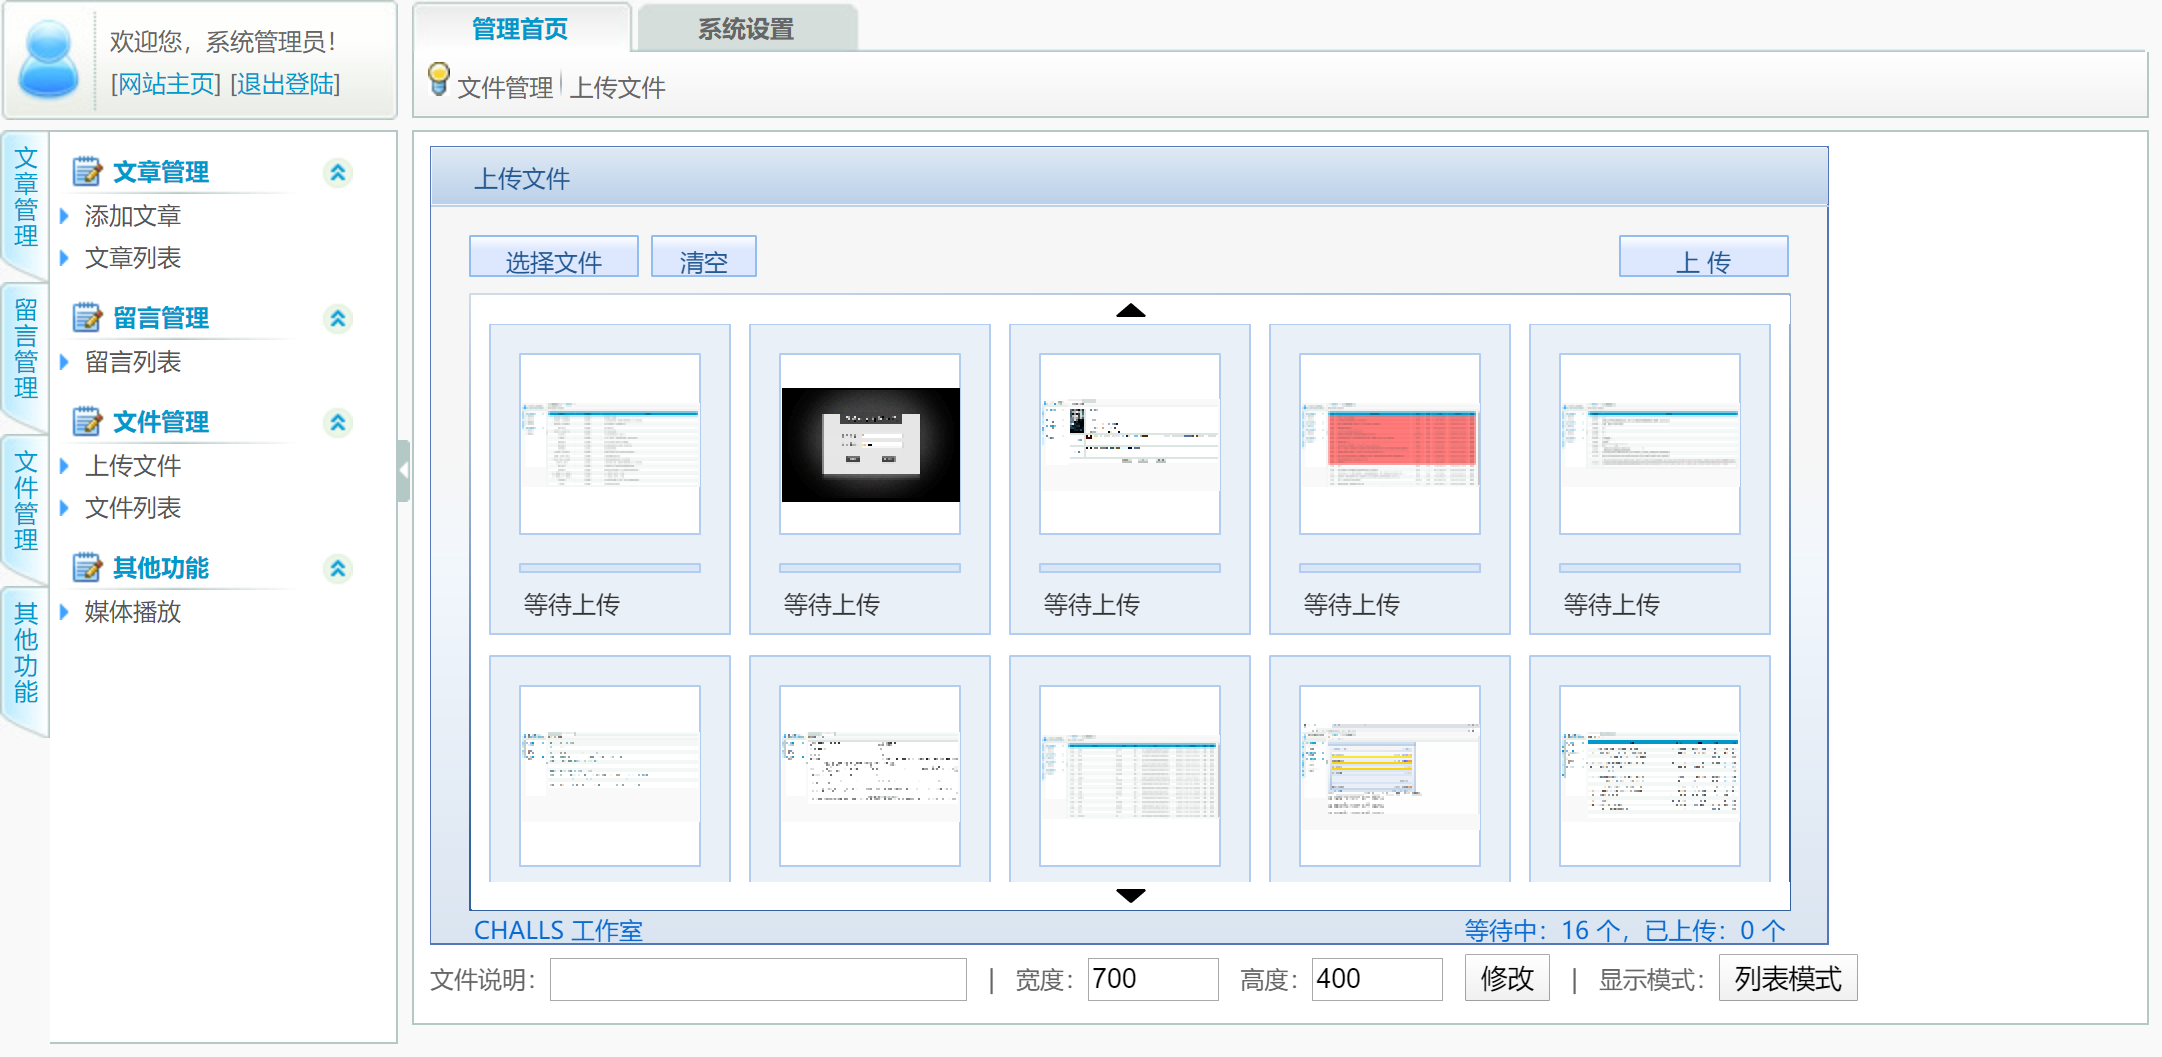 欢迎您，系统管理员！
[网站主页] [退出登陆]
管理首页
系统设置
文件管理 | 上传文件
文章管理
留言管理
文件管理
其他功能
文章管理
添加文章
文章列表
留言管理
留言列表
文件管理
上传文件
文件列表
其他功能
媒体播放
上传文件
选择文件
清空
上 传
等待上传
等待上传
等待上传
等待上传
等待上传
CHALLS 工作室
等待中：16 个，已上传：0 个
文件说明： | 宽度：700 高度：400 修改 | 显示模式：列表模式